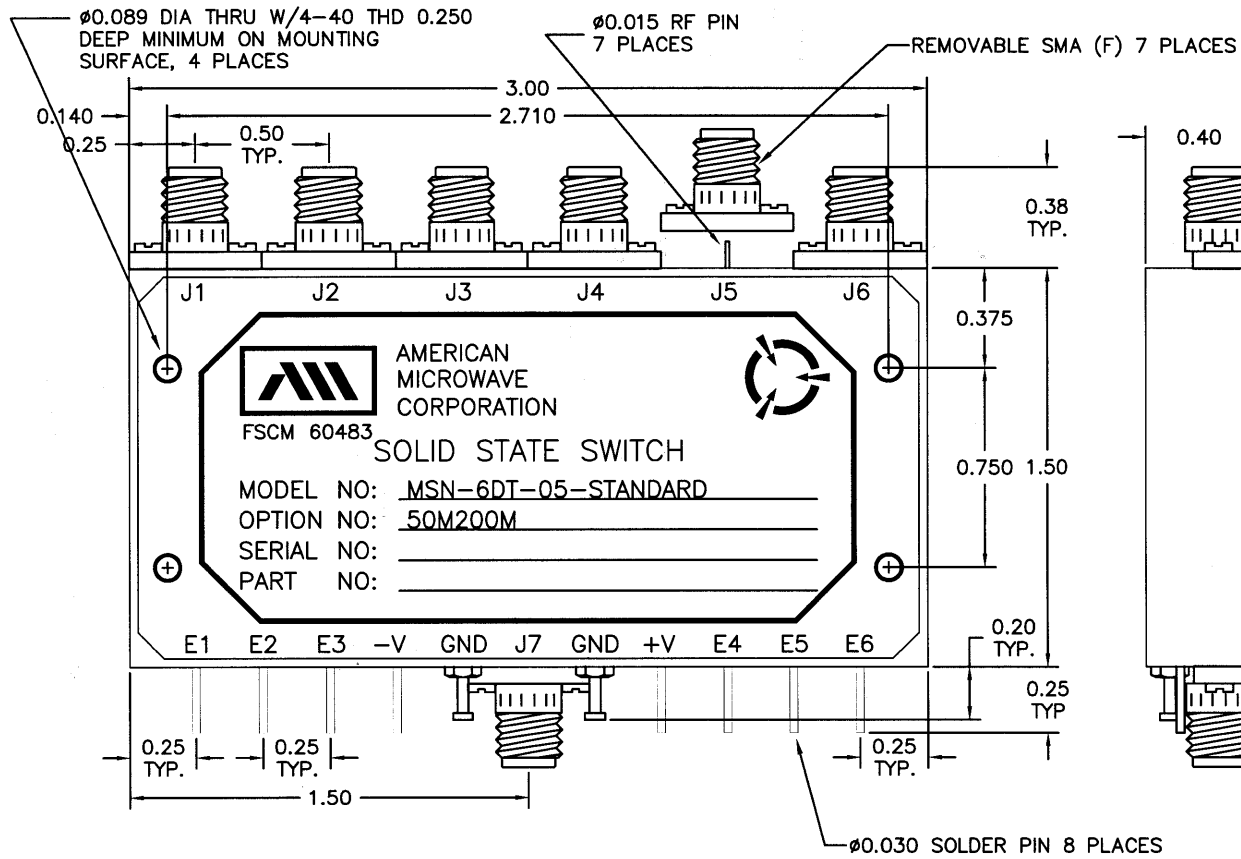 ø0.089 DIA THRU W/4-40 THD 0.250
DEEP MINIMUM ON MOUNTING
SURFACE, 4 PLACES
ø0.015 RF PIN
7 PLACES
REMOVABLE SMA (F) 7 PLACES
3.00
0.140
2.710
0.25
0.50
TYP.
0.40
0.38
TYP.
J1 J2 J3 J4 J5 J6
0.375
AMERICAN
MICROWAVE
CORPORATION
FSCM 60483
SOLID STATE SWITCH
0.750 1.50
MODEL NO: MSN-6DT-05-STANDARD
OPTION NO: 50M200M
SERIAL NO:
PART NO:
E1 E2 E3 -V GND J7 GND +V E4 E5 E6
0.20
TYP.
0.25
TYP
0.25
TYP.
0.25
TYP.
0.25
TYP.
1.50
ø0.030 SOLDER PIN 8 PLACES